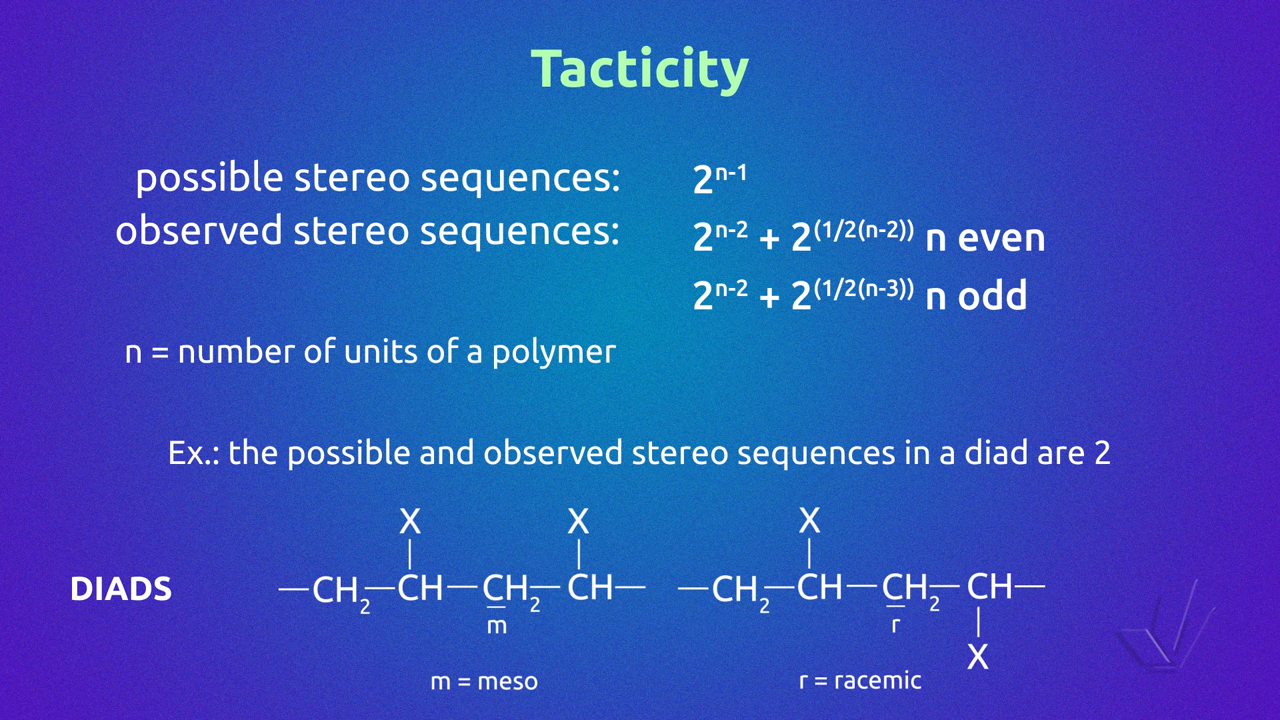 Tacticity
possible stereo sequences: 2ⁿ⁻¹
observed stereo sequences: 2ⁿ⁻² + 2⁽¹/²⁽ⁿ⁻²⁾⁾ n even
2ⁿ⁻² + 2⁽¹/²⁽ⁿ⁻³⁾⁾ n odd
n = number of units of a polymer
Ex.: the possible and observed stereo sequences in a diad are 2
X X X
DIADS —CH₂—CH—CH₂—CH— —CH₂—CH—CH₂—CH—
m r
X
m = meso r = racemic